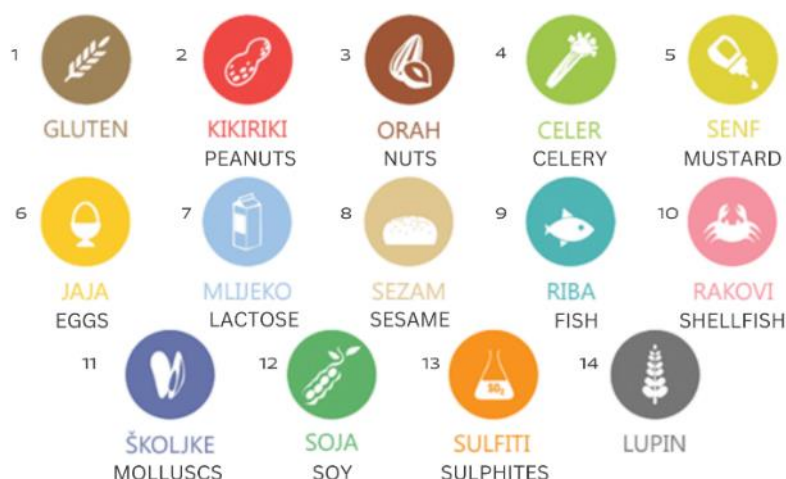 1 2 3 4 5
GLUTEN KIKIRIKI ORAH CELER SENF
PEANUTS NUTS CELERY MUSTARD
6 7 8 9 10
JAJA MLIJEKO SEZAM RIBA RAKOVI
EGGS LACTOSE SESAME FISH SHELLFISH
11 12 13 14
SO₂
ŠKOLJKE SOJA SULFITI LUPIN
MOLLUSCS SOY SULPHITES